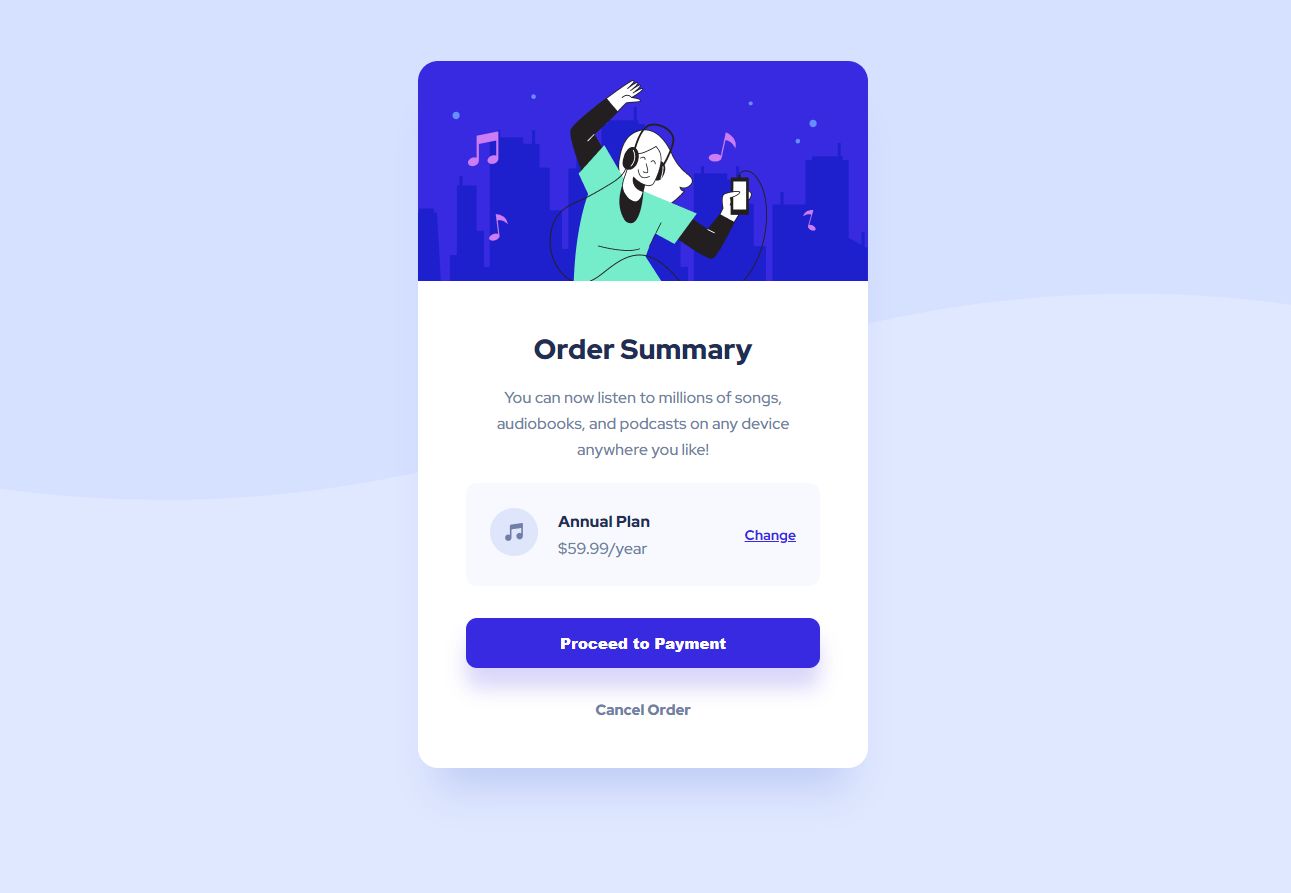 Order Summary
You can now listen to millions of songs,
audiobooks, and podcasts on any device
anywhere you like!
Annual Plan
$59.99/year
Change
Proceed to Payment
Cancel Order